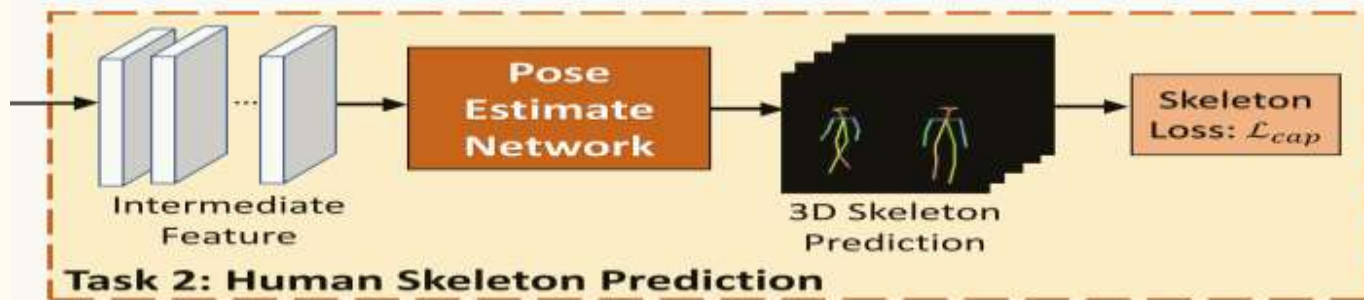 Intermediate
Feature
Pose
Estimate
Network
3D Skeleton
Prediction
Skeleton
Loss: ℒcap
Task 2: Human Skeleton Prediction